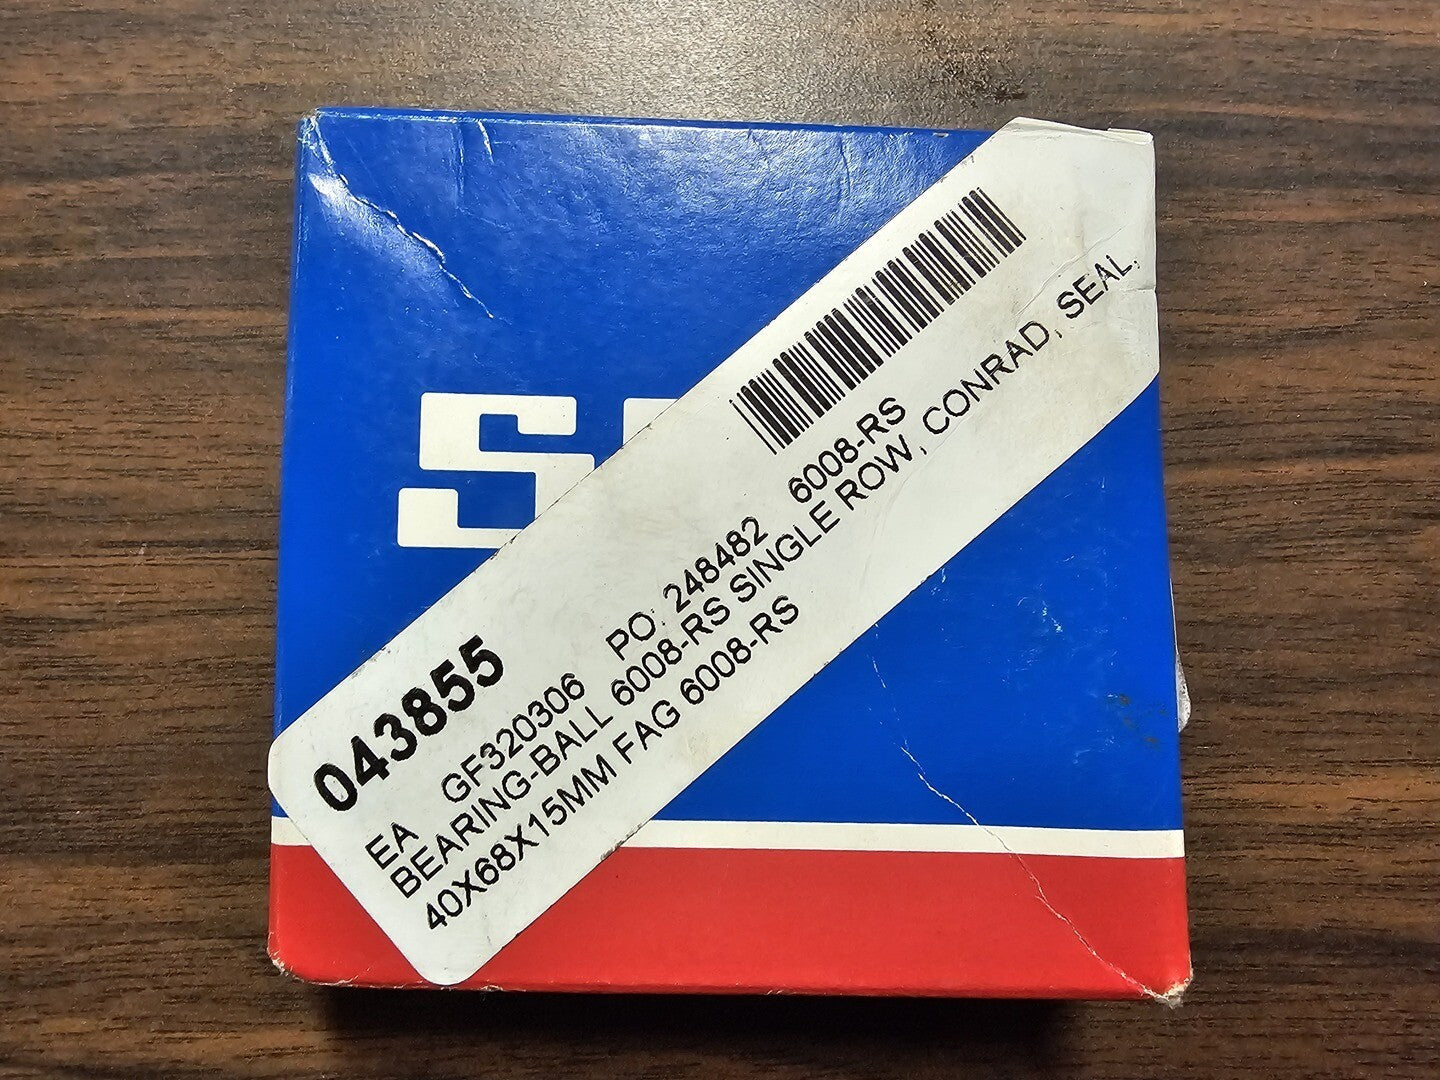 S
043855
EA GF320306 PO: 248482 6008-RS
BEARING-BALL 6008-RS SINGLE ROW, CONRAD, SEAL,
40X68X15MM FAG 6008-RS